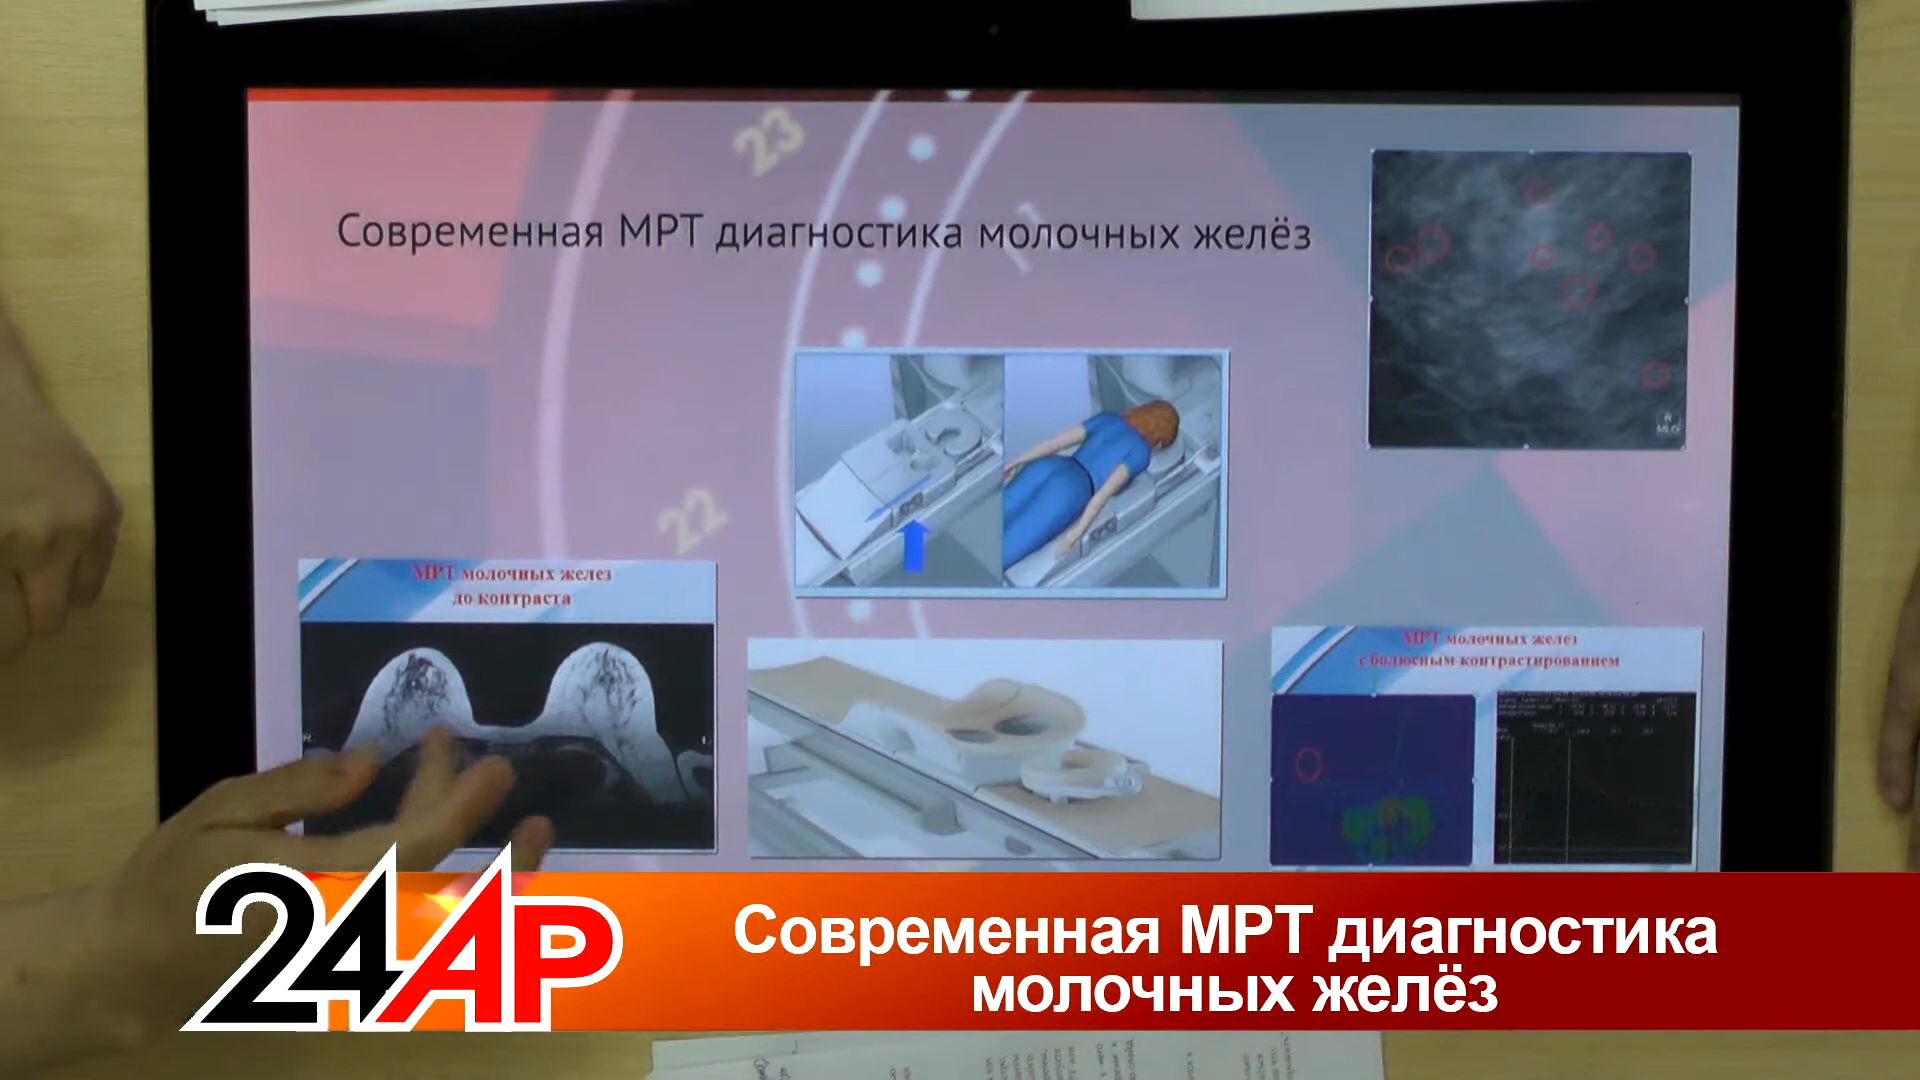 23
Современная МРТ диагностика молочных желёз
22
R
MLO
МРТ молочных желез
до контраста
R
МРТ молочных желез
с болюсным контрастированием
24АР
Современная МРТ диагностика
молочных желёз